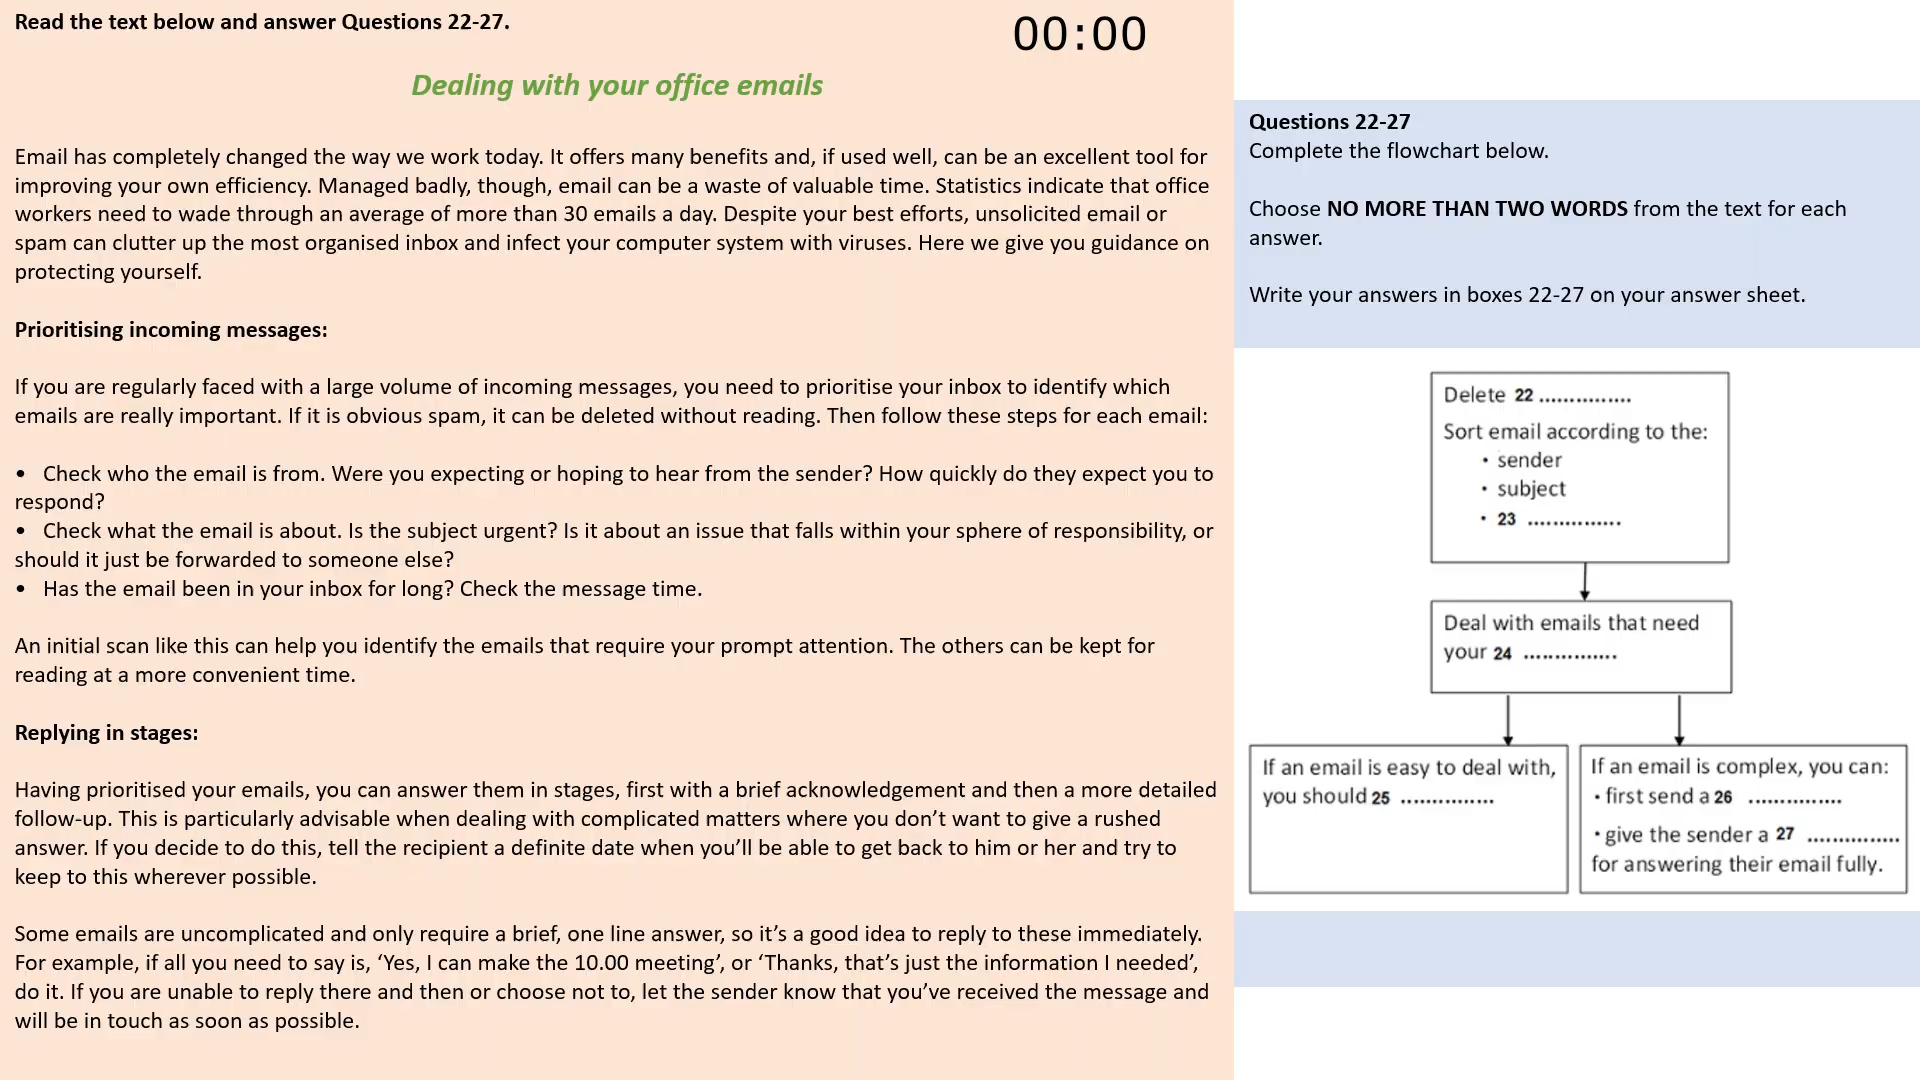 Read the text below and answer Questions 22-27.
00:00
Dealing with your office emails
Email has completely changed the way we work today. It offers many benefits and, if used well, can be an excellent tool for
improving your own efficiency. Managed badly, though, email can be a waste of valuable time. Statistics indicate that office
workers need to wade through an average of more than 30 emails a day. Despite your best efforts, unsolicited email or
spam can clutter up the most organised inbox and infect your computer system with viruses. Here we give you guidance on
protecting yourself.
Prioritising incoming messages:
If you are regularly faced with a large volume of incoming messages, you need to prioritise your inbox to identify which
emails are really important. If it is obvious spam, it can be deleted without reading. Then follow these steps for each email:
• Check who the email is from. Were you expecting or hoping to hear from the sender? How quickly do they expect you to
respond?
• Check what the email is about. Is the subject urgent? Is it about an issue that falls within your sphere of responsibility, or
should it just be forwarded to someone else?
• Has the email been in your inbox for long? Check the message time.
An initial scan like this can help you identify the emails that require your prompt attention. The others can be kept for
reading at a more convenient time.
Replying in stages:
Having prioritised your emails, you can answer them in stages, first with a brief acknowledgement and then a more detailed
follow-up. This is particularly advisable when dealing with complicated matters where you don’t want to give a rushed
answer. If you decide to do this, tell the recipient a definite date when you’ll be able to get back to him or her and try to
keep to this wherever possible.
Some emails are uncomplicated and only require a brief, one line answer, so it’s a good idea to reply to these immediately.
For example, if all you need to say is, ‘Yes, I can make the 10.00 meeting’, or ‘Thanks, that’s just the information I needed’,
do it. If you are unable to reply there and then or choose not to, let the sender know that you’ve received the message and
will be in touch as soon as possible.
Questions 22-27
Complete the flowchart below.
Choose NO MORE THAN TWO WORDS from the text for each
answer.
Write your answers in boxes 22-27 on your answer sheet.
Delete 22 ...............
Sort email according to the:
• sender
• subject
• 23 ...............
Deal with emails that need
your 24 ...............
If an email is easy to deal with,
you should 25 ...............
If an email is complex, you can:
• first send a 26 ...............
• give the sender a 27 ...............
for answering their email fully.